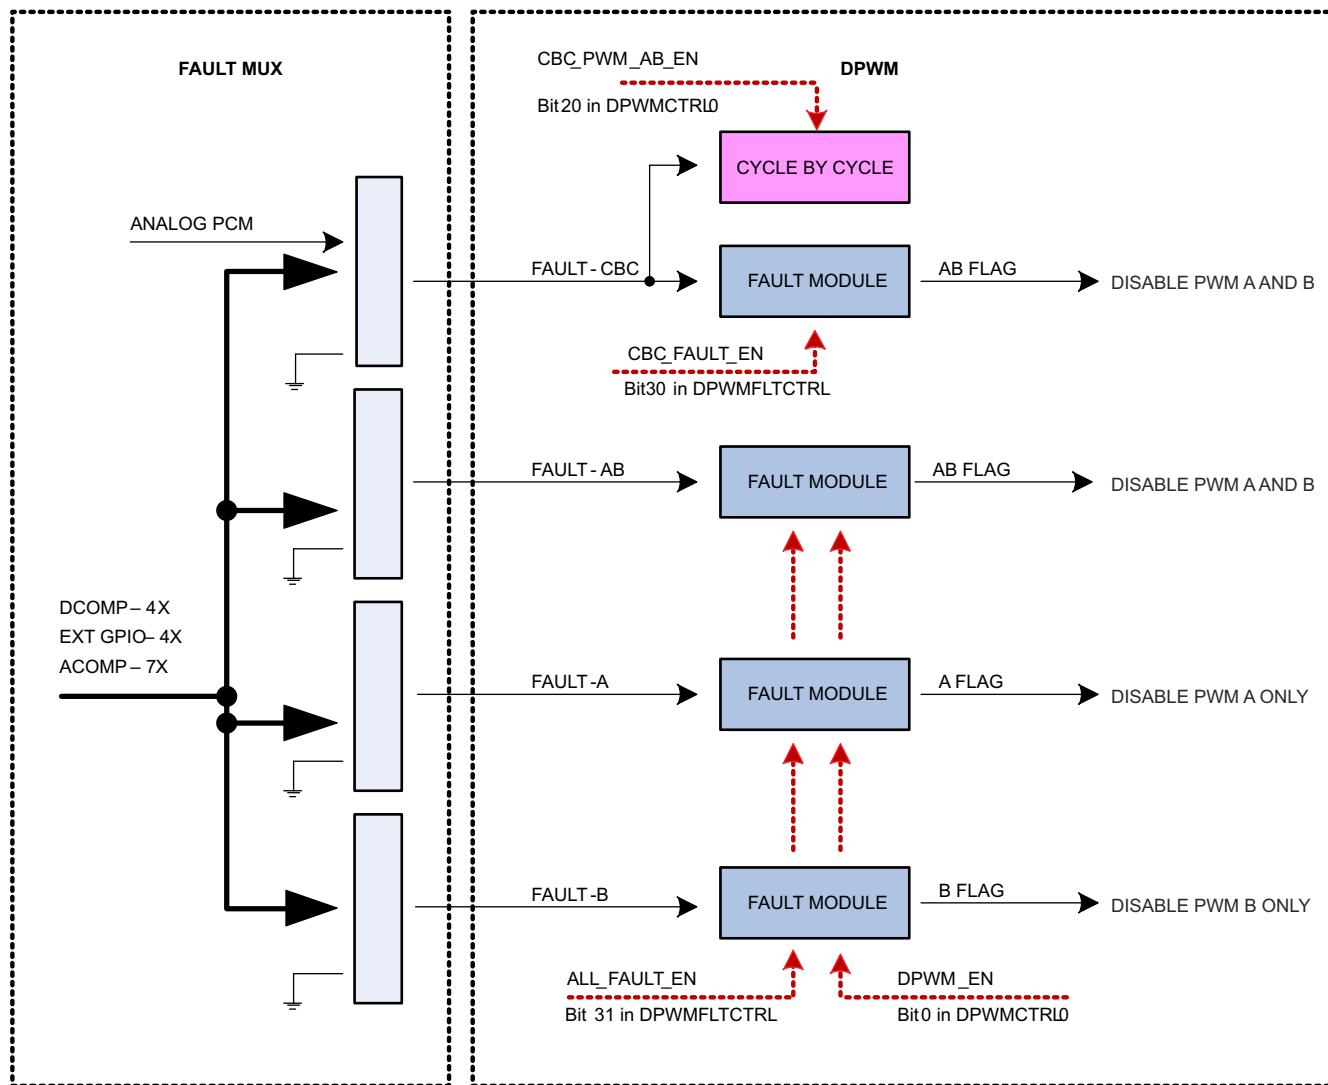 FAULT MUX
DPWM
CBC_PWM_AB_EN
Bit20 in DPWMCTRL0
CYCLE BY CYCLE
ANALOG PCM
FAULT - CBC
FAULT MODULE
AB FLAG
DISABLE PWM A AND B
CBC_FAULT_EN
Bit30 in DPWMFLTCTRL
FAULT - AB
FAULT MODULE
AB FLAG
DISABLE PWM A AND B
DCOMP – 4X
EXT GPIO – 4X
ACOMP – 7X
FAULT -A
FAULT MODULE
A FLAG
DISABLE PWM A ONLY
FAULT -B
FAULT MODULE
B FLAG
DISABLE PWM B ONLY
ALL_FAULT_EN
Bit 31 in DPWMFLTCTRL
DPWM _EN
Bit0 in DPWMCTRL0